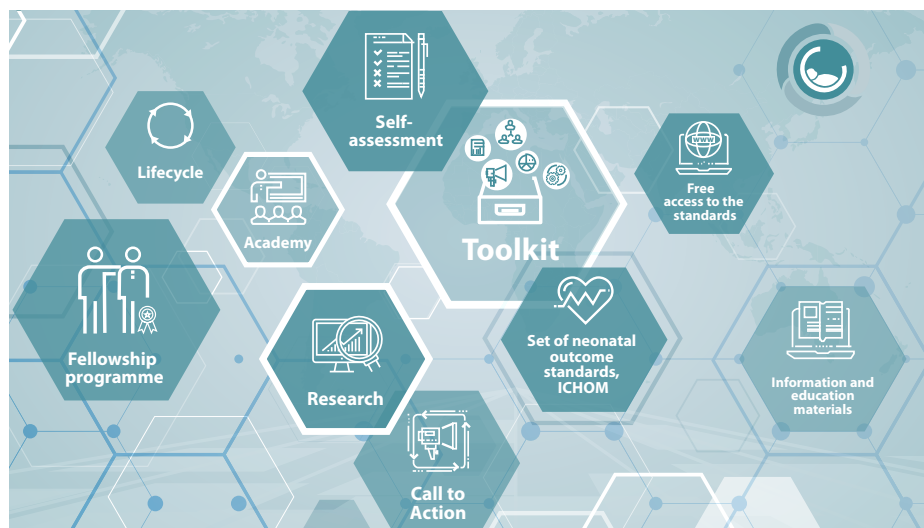 Self-
assessment
Lifecycle
Academy
Toolkit
WWW
Free
access to the
standards
Fellowship
programme
Research
Set of neonatal
outcome
standards,
ICHOM
Information and
education
materials
Call to
Action